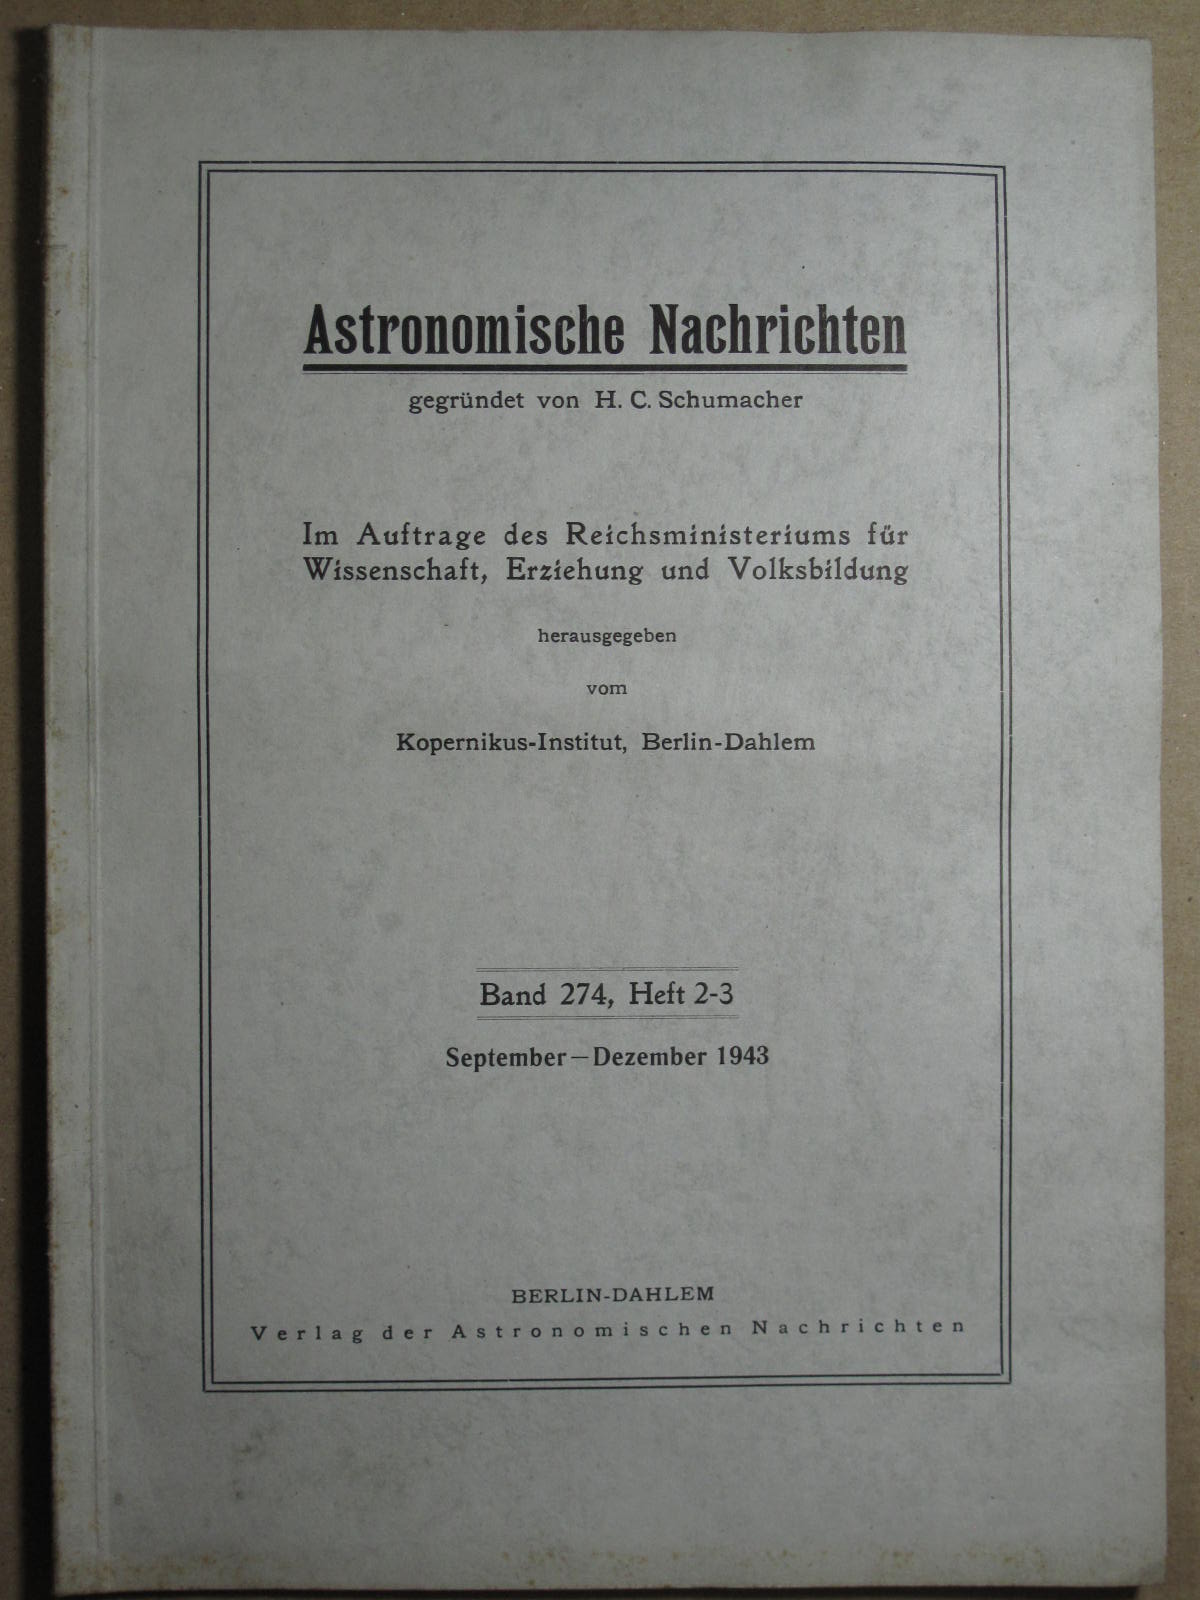 Astronomische Nachrichten
gegründet von H. C. Schumacher
Im Auftrage des Reichsministeriums für
Wissenschaft, Erziehung und Volksbildung
herausgegeben
vom
Kopernikus-Institut, Berlin-Dahlem
Band 274, Heft 2-3
September—Dezember 1943
BERLIN-DAHLEM
Verlag der Astronomischen Nachrichten